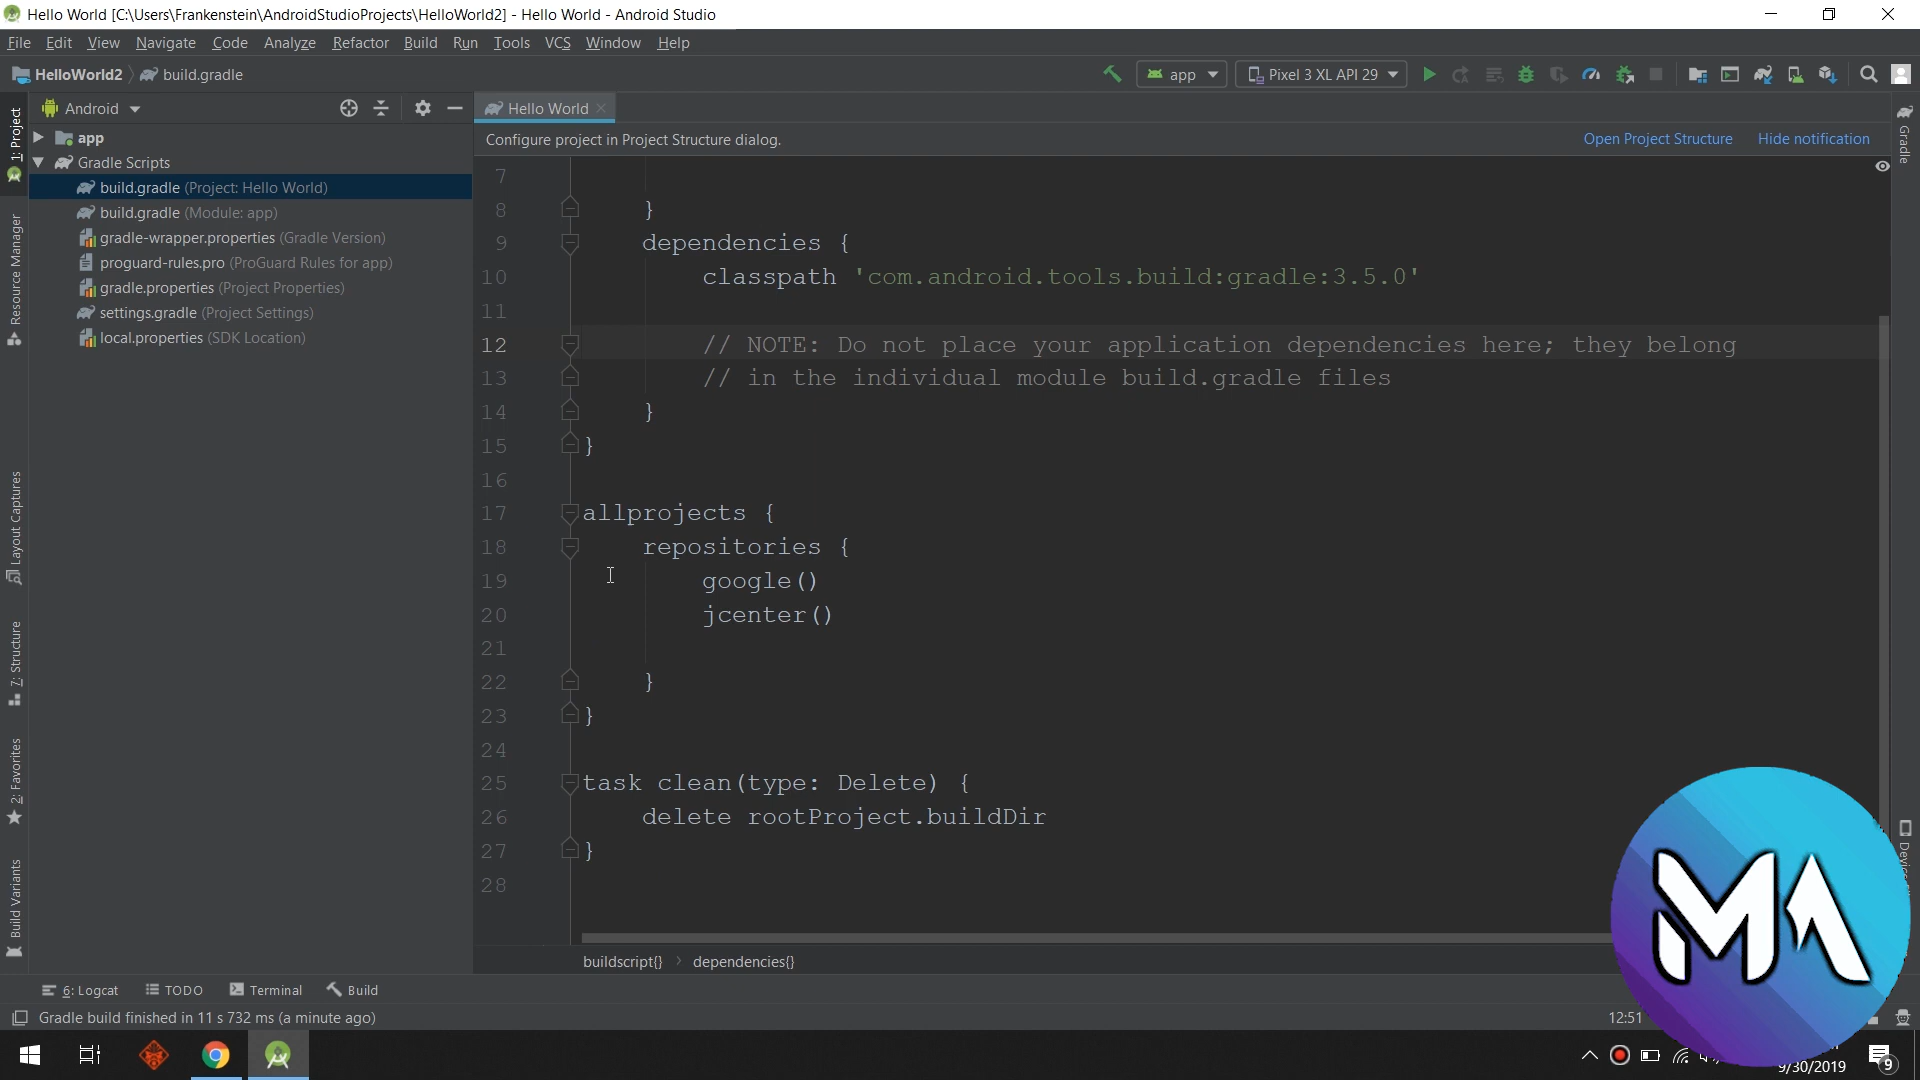 Hello World [C:\Users\Frankenstein\AndroidStudioProjects\HelloWorld2] - Hello World - Android Studio
File Edit View Navigate Code Analyze Refactor Build Run Tools VCS Window Help
HelloWorld2 build.gradle app Pixel 3 XL API 29
Android
Hello World
1: Project
Resource Manager
Layout Captures
7: Structure
2: Favorites
Build Variants
app
Gradle Scripts
build.gradle (Project: Hello World)
build.gradle (Module: app)
gradle-wrapper.properties (Gradle Version)
proguard-rules.pro (ProGuard Rules for app)
gradle.properties (Project Properties)
settings.gradle (Project Settings)
local.properties (SDK Location)
Configure project in Project Structure dialog. Open Project Structure Hide notification
Gradle
7
8 }
9 dependencies {
10 classpath 'com.android.tools.build:gradle:3.5.0'
11
12 // NOTE: Do not place your application dependencies here; they belong
13 // in the individual module build.gradle files
14 }
15 }
16
17 allprojects {
18 repositories {
19 google()
20 jcenter()
21
22 }
23 }
24
25 task clean(type: Delete) {
26 delete rootProject.buildDir
27 }
28
buildscript{} dependencies{}
MA
6: Logcat TODO Terminal Build
Gradle build finished in 11 s 732 ms (a minute ago)
12:51
9/30/2019
9